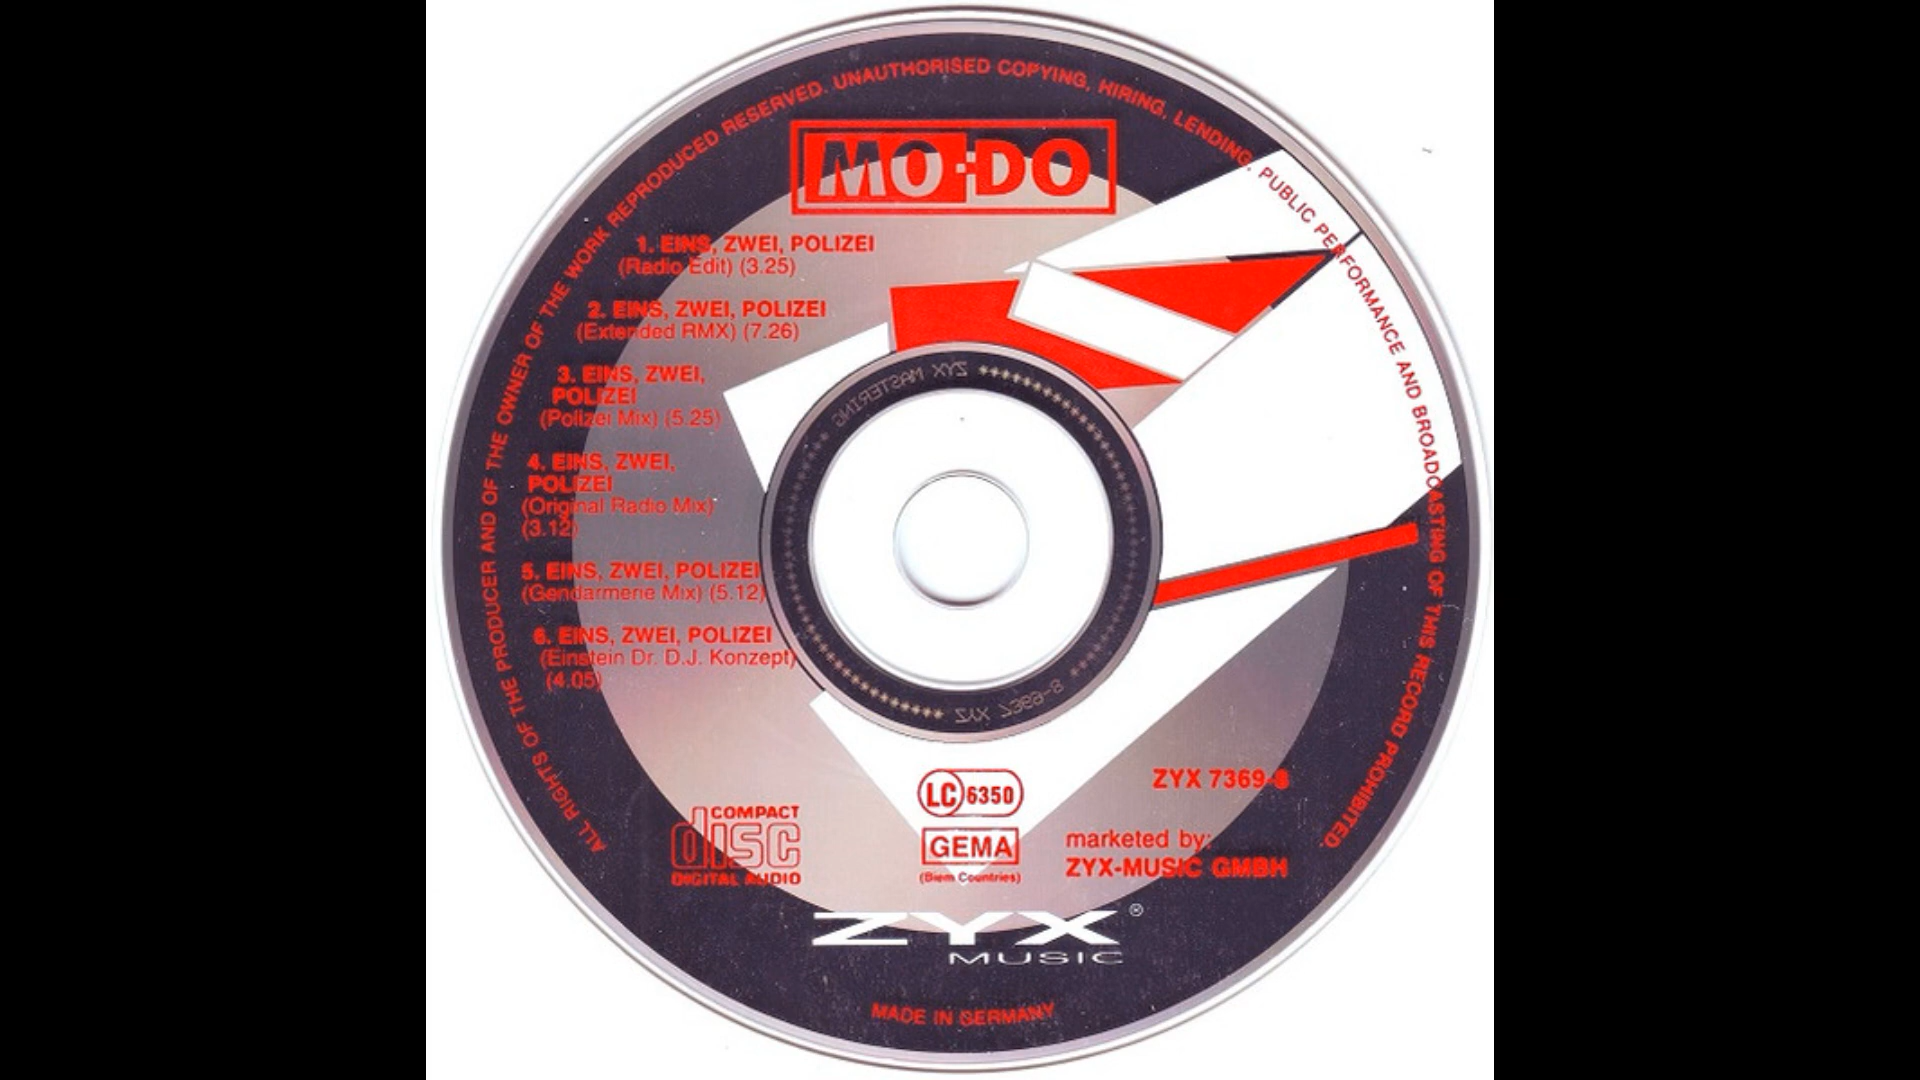 ALL RIGHTS OF THE PRODUCER AND OF THE OWNER OF THE WORK REPRODUCED RESERVED. UNAUTHORISED COPYING, HIRING, LENDING, PUBLIC PERFORMANCE AND BROADCASTING OF THIS RECORD PROHIBITED.
MO:DO
1. EINS, ZWEI, POLIZEI
(Radio Edit) (3.25)
2. EINS, ZWEI, POLIZEI
(Extended RMX) (7.26)
3. EINS, ZWEI,
POLIZEI
(Polizei Mix) (5.25)
4. EINS, ZWEI,
POLIZEI
(Original Radio Mix)
(3.12)
5. EINS, ZWEI, POLIZEI
(Gendarmerie Mix) (5.12)
6. EINS, ZWEI, POLIZEI
(Einstein Dr. D.J. Konzept)
(4.05)
ZYX MASTERING
ZYX 7369-8
ZYX 7369-8
LC 6350
GEMA
(Biem Countries)
COMPACT
disc
DIGITAL AUDIO
marketed by:
ZYX-MUSIC GMBH
ZYX®
MUSIC
MADE IN GERMANY